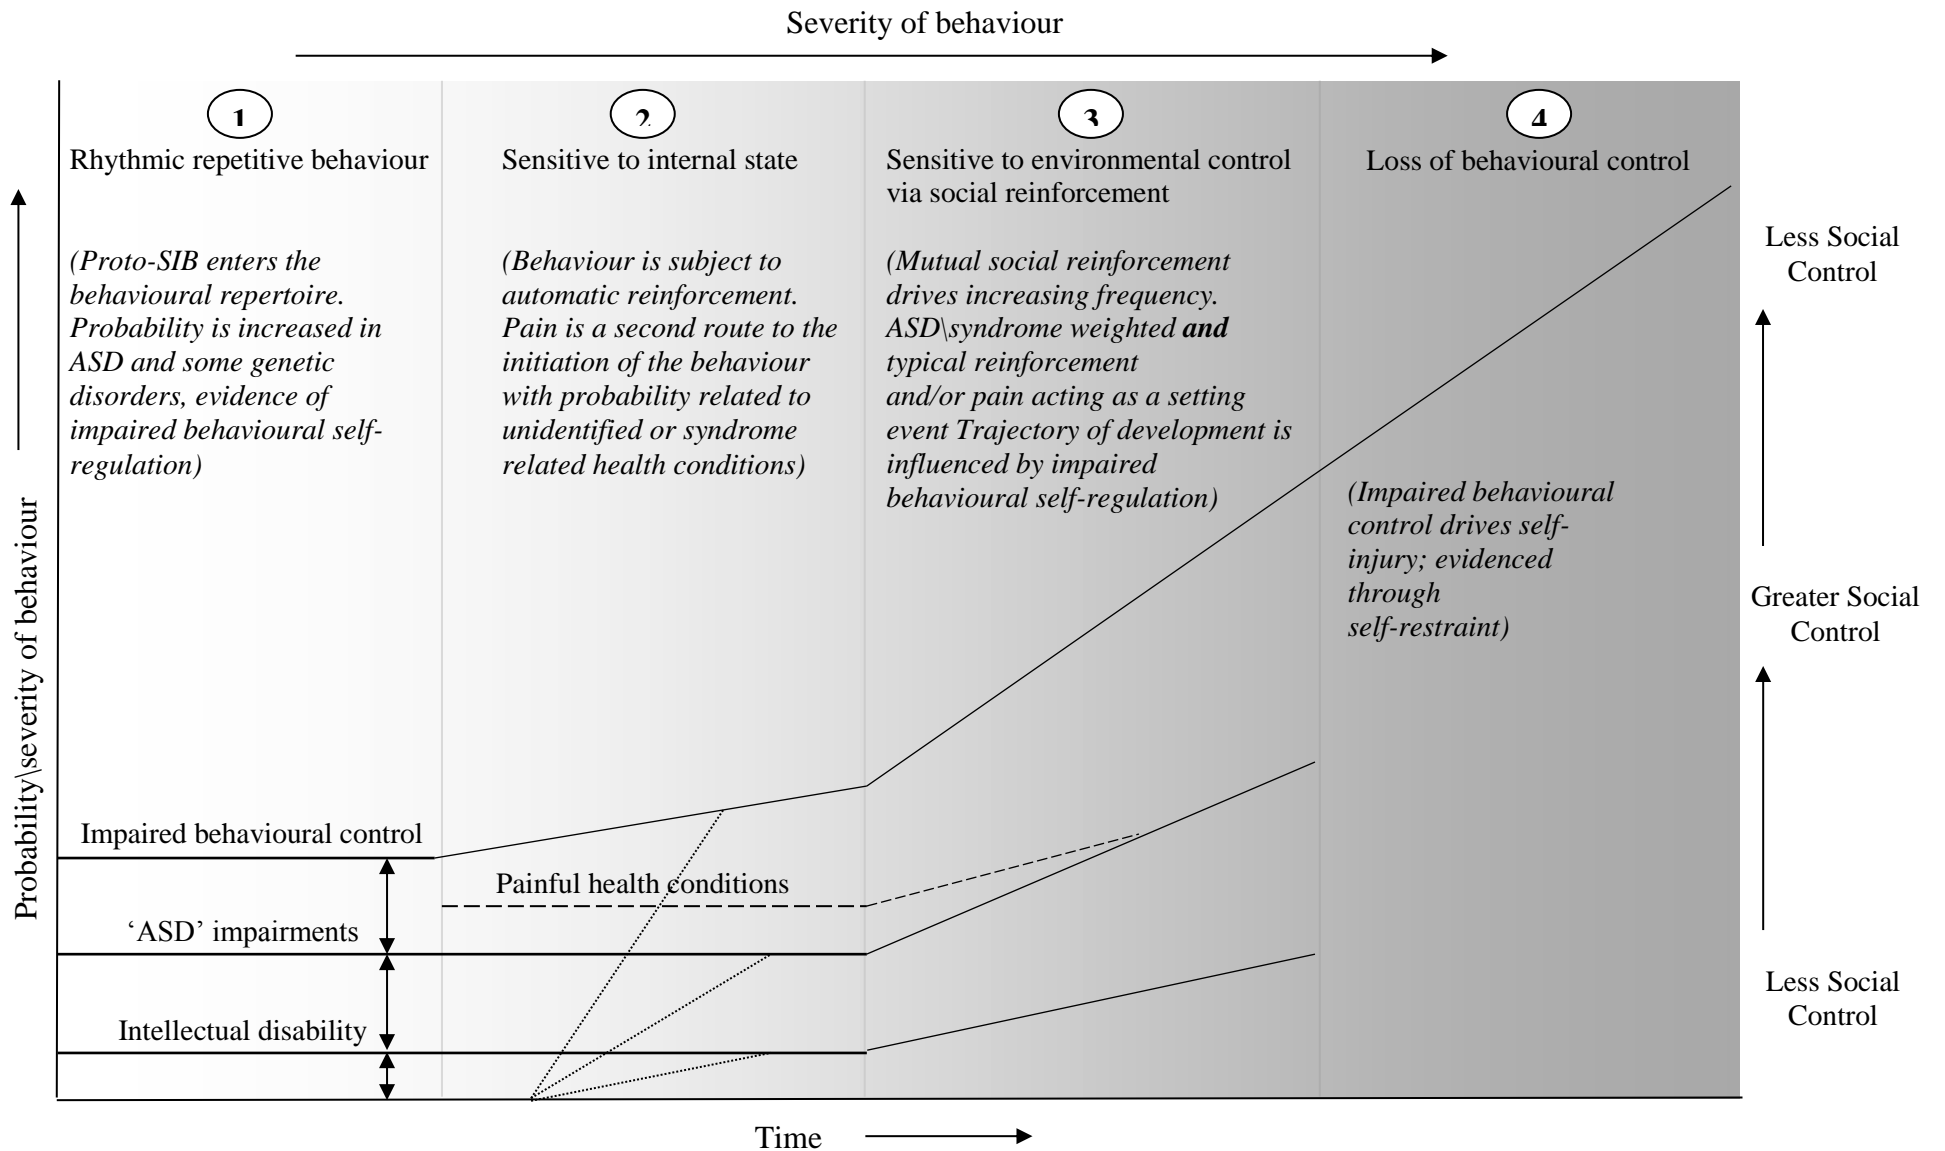 Severity of behaviour
1
2
3
4
Rhythmic repetitive behaviour
(Proto-SIB enters the
behavioural repertoire.
Probability is increased in
ASD and some genetic
disorders, evidence of
impaired behavioural self-
regulation)
Sensitive to internal state
(Behaviour is subject to
automatic reinforcement.
Pain is a second route to the
initiation of the behaviour
with probability related to
unidentified or syndrome
related health conditions)
Sensitive to environmental control
via social reinforcement
(Mutual social reinforcement
drives increasing frequency.
ASD\syndrome weighted and
typical reinforcement
and/or pain acting as a setting
event Trajectory of development is
influenced by impaired
behavioural self-regulation)
Loss of behavioural control
(Impaired behavioural
control drives self-
injury; evidenced
through
self-restraint)
Less Social
Control
Greater Social
Control
Less Social
Control
Probability\severity of behaviour
Impaired behavioural control
Painful health conditions
‘ASD’ impairments
Intellectual disability
Time